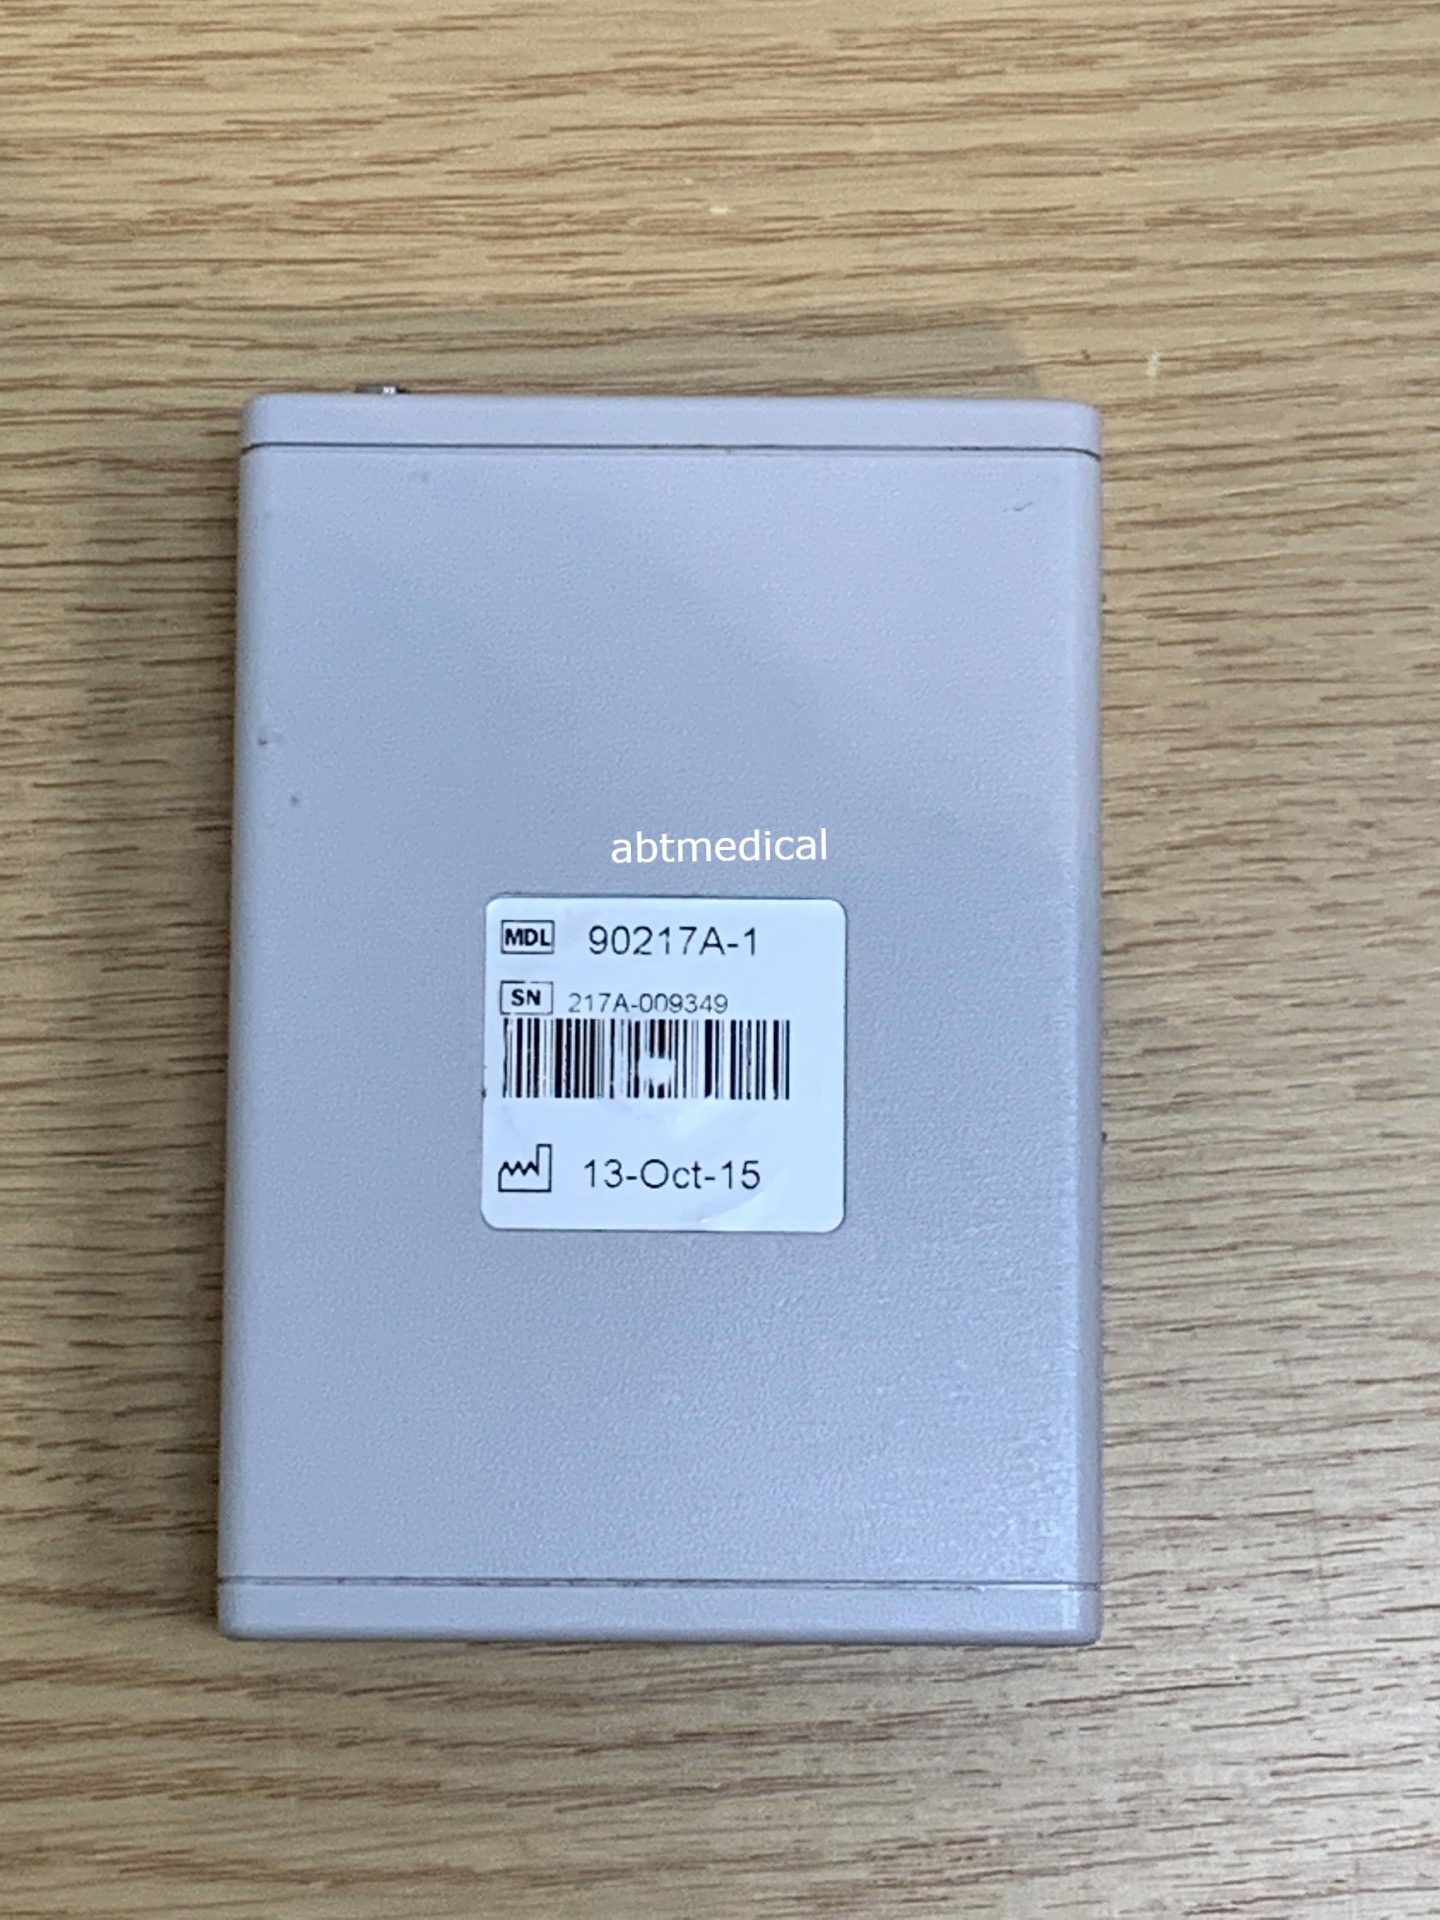 abtmedical
MDL 90217A-1
SN 217A-009349
13-Oct-15